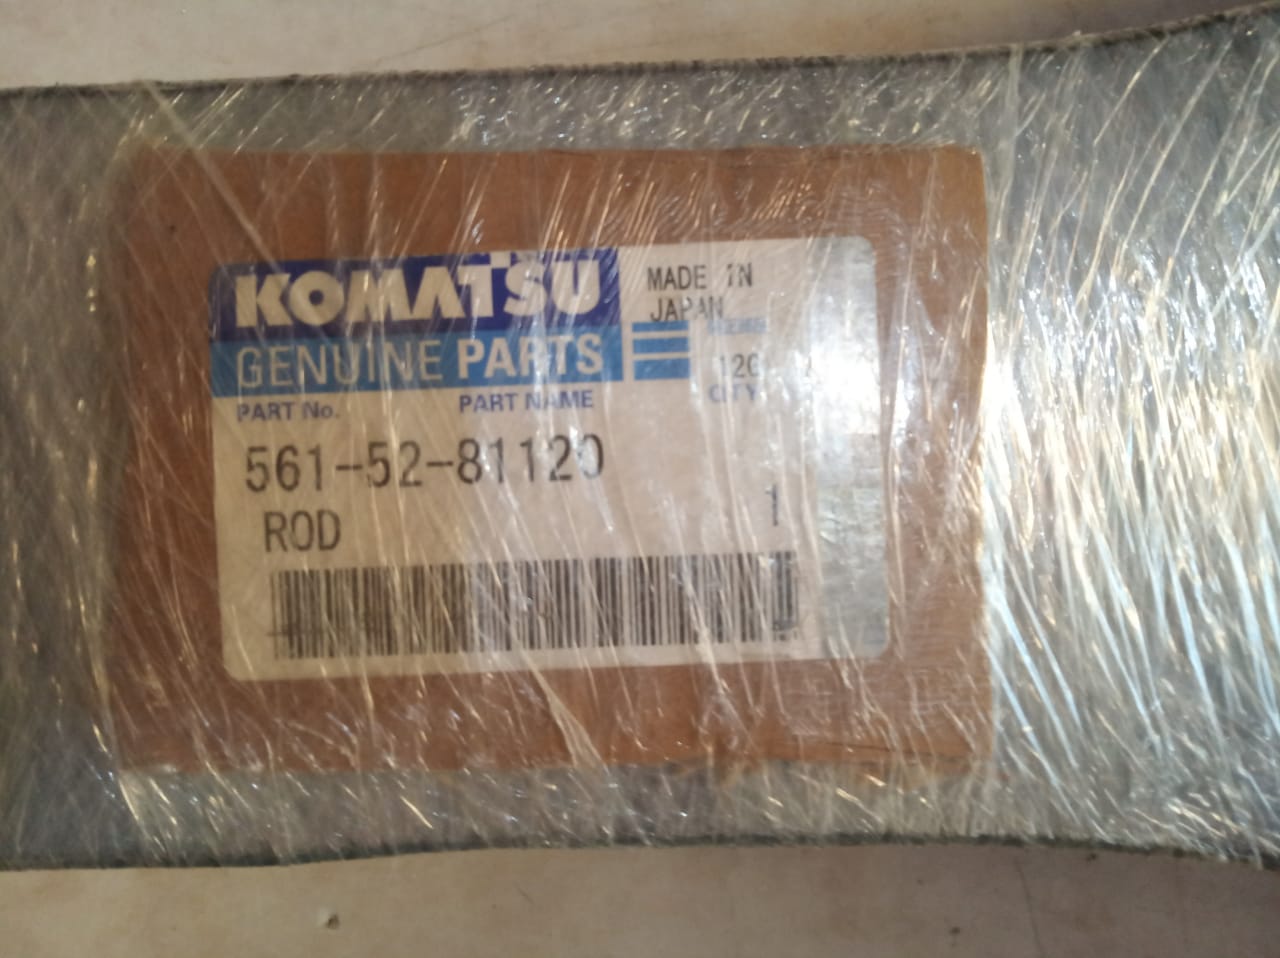 KOMATSU
MADE IN
JAPAN
GENUINE PARTS
PART No.
PART NAME
QTY
561-52-81120
ROD
1